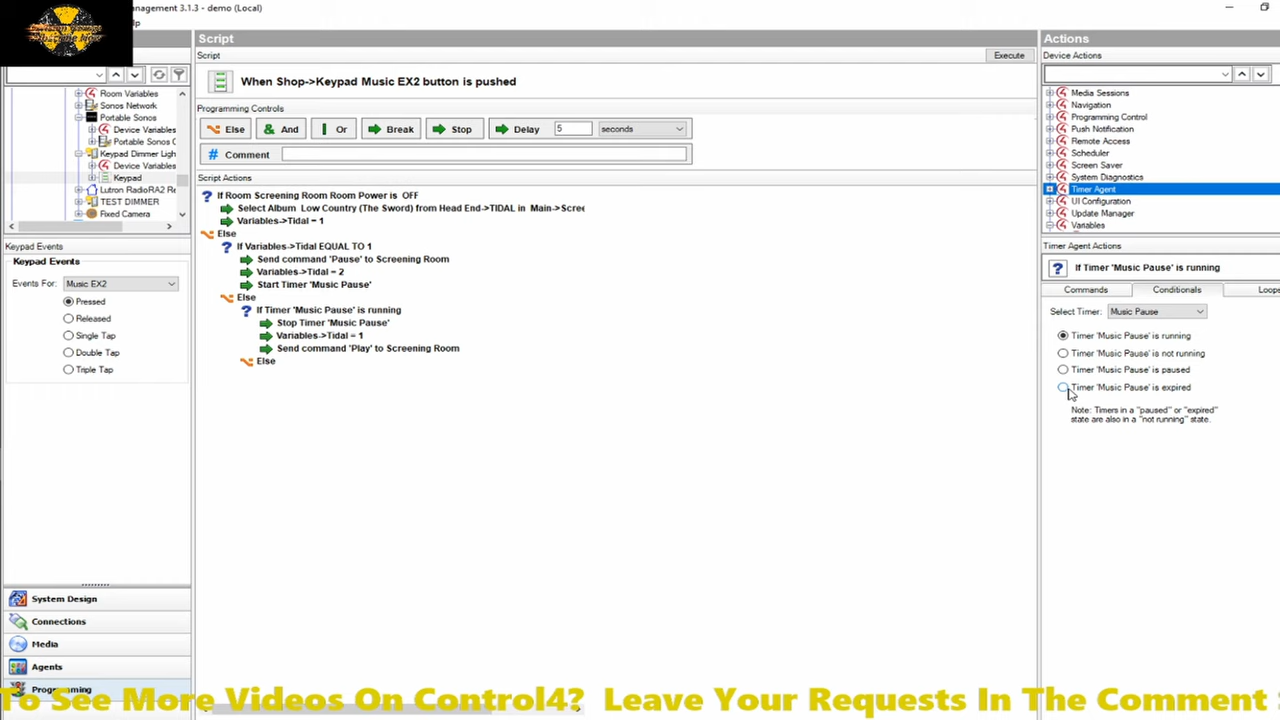 management 3.1.3 - demo (Local)
lp
Script
Script
Execute
When Shop->Keypad Music EX2 button is pushed
Programming Controls
Else
And
Or
Break
Stop
Delay
5
seconds
# Comment
Script Actions
If Room Screening Room Room Power is OFF
Select Album Low Country (The Sword) from Head End->TIDAL in Main->Scree
Variables->Tidal = 1
Else
If Variables->Tidal EQUAL TO 1
Send command 'Pause' to Screening Room
Variables->Tidal = 2
Start Timer 'Music Pause'
Else
If Timer 'Music Pause' is running
Stop Timer 'Music Pause'
Variables->Tidal = 1
Send command 'Play' to Screening Room
Else
Room Variables
Sonos Network
Portable Sonos
Device Variables
Portable Sonos C
Keypad Dimmer Ligh
Device Variables
Keypad
Lutron RadioRA2 Re
TEST DIMMER
Fixed Camera
Keypad Events
Keypad Events
Events For:
Music EX2
Pressed
Released
Single Tap
Double Tap
Triple Tap
System Design
Connections
Media
Agents
Programming
Actions
Device Actions
Media Sessions
Navigation
Programming Control
Push Notification
Remote Access
Scheduler
Screen Saver
System Diagnostics
Timer Agent
UI Configuration
Update Manager
Variables
Timer Agent Actions
If Timer 'Music Pause' is running
Commands
Conditionals
Loops
Select Timer:
Music Pause
Timer 'Music Pause' is running
Timer 'Music Pause' is not running
Timer 'Music Pause' is paused
Timer 'Music Pause' is expired
Note: Timers in a "paused" or "expired"
state are also in a "not running" state.
To See More Videos On Control4? Leave Your Requests In The Comment